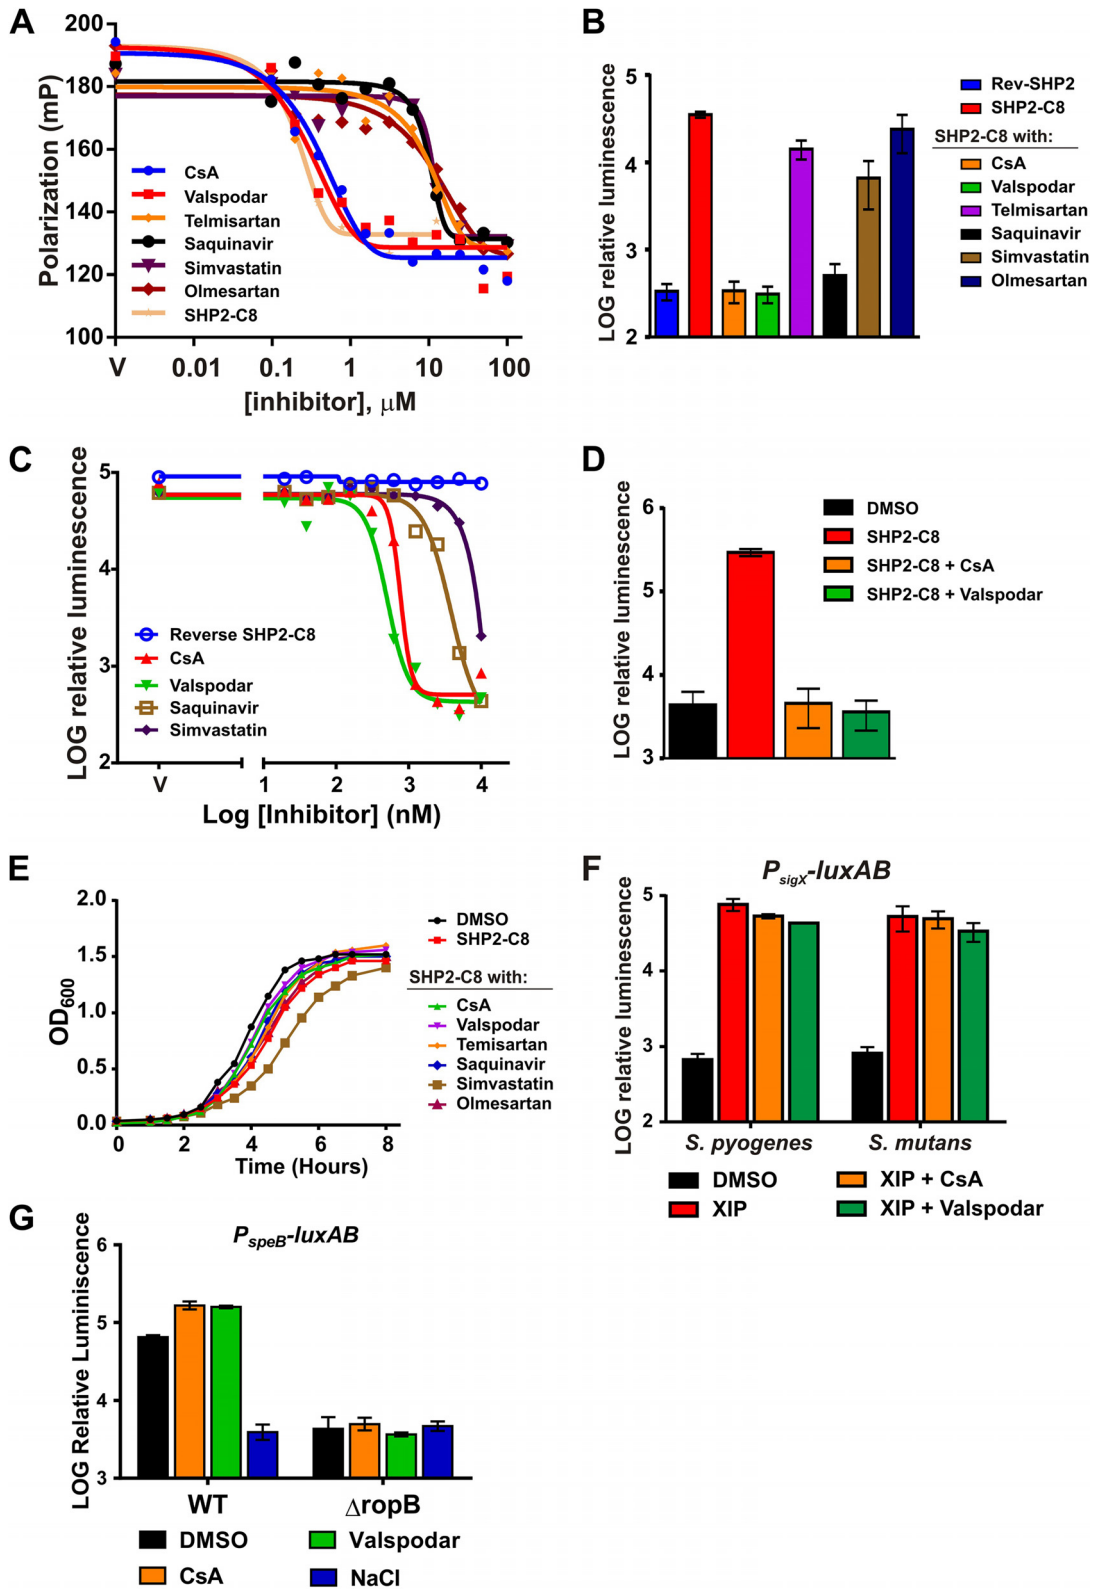 A
200
180
160
140
120
100
Polarization (mP)
CsA
Valspodar
Telmisartan
Saquinavir
Simvastatin
Olmesartan
SHP2-C8
V 0.01 0.1 1 10 100
[inhibitor], μM
B
5
4
3
2
LOG relative luminescence
Rev-SHP2
SHP2-C8
SHP2-C8 with:
CsA
Valspodar
Telmisartan
Saquinavir
Simvastatin
Olmesartan
C
5
4
3
2
LOG relative luminescence
Reverse SHP2-C8
CsA
Valspodar
Saquinavir
Simvastatin
V 1 2 3 4
Log [Inhibitor] (nM)
D
6
5
4
3
LOG relative luminescence
DMSO
SHP2-C8
SHP2-C8 + CsA
SHP2-C8 + Valspodar
E
2.0
1.5
1.0
0.5
0.0
OD600
0 2 4 6 8
Time (Hours)
DMSO
SHP2-C8
SHP2-C8 with:
CsA
Valspodar
Temisartan
Saquinavir
Simvastatin
Olmesartan
F
PsigX-luxAB
5
4
3
2
LOG relative luminescence
S. pyogenes S. mutans
DMSO XIP + CsA
XIP XIP + Valspodar
G
PspeB-luxAB
6
5
4
3
LOG Relative Luminiscence
WT ΔropB
DMSO Valspodar
CsA NaCl